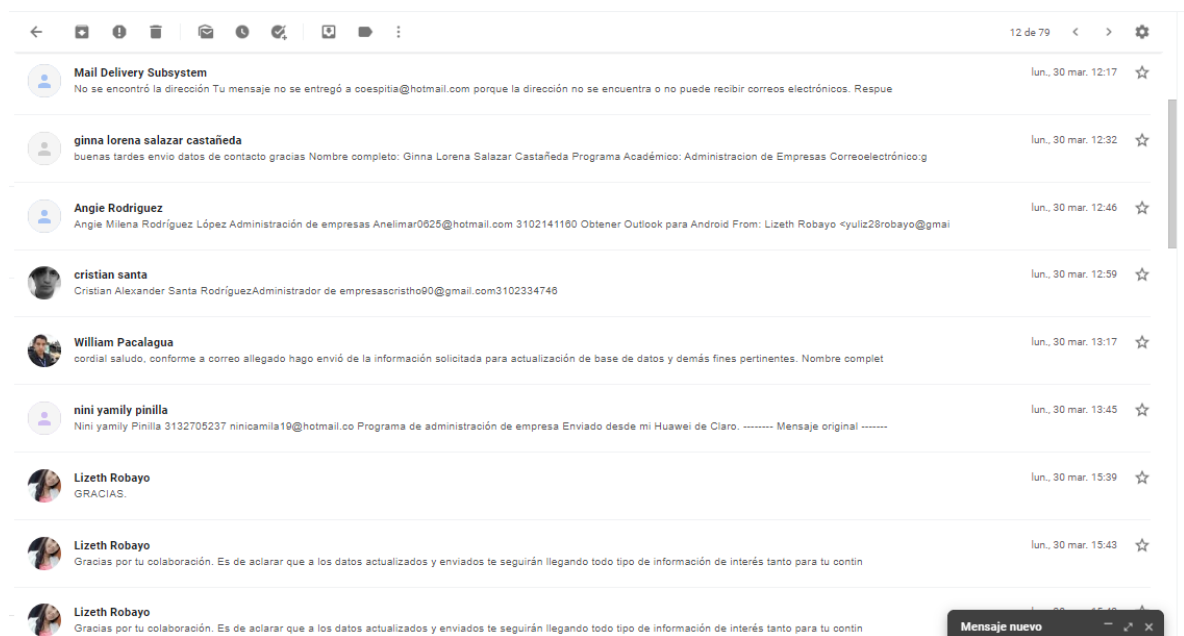 12 de 79
Mail Delivery Subsystem
lun., 30 mar. 12:17
No se encontró la dirección Tu mensaje no se entregó a coespitia@hotmail.com porque la dirección no se encuentra o no puede recibir correos electrónicos. Respue
ginna lorena salazar castañeda
lun., 30 mar. 12:32
buenas tardes envio datos de contacto gracias Nombre completo: Ginna Lorena Salazar Castañeda Programa Académico: Administracion de Empresas Correoelectrónico:g
Angie Rodriguez
lun., 30 mar. 12:46
Angie Milena Rodríguez López Administración de empresas Anelimar0625@hotmail.com 3102141160 Obtener Outlook para Android From: Lizeth Robayo <yuliz28robayo@gmai
cristian santa
lun., 30 mar. 12:59
Cristian Alexander Santa RodríguezAdministrador de empresascristho90@gmail.com3102334746
William Pacalagua
lun., 30 mar. 13:17
cordial saludo, conforme a correo allegado hago envió de la información solicitada para actualización de base de datos y demás fines pertinentes. Nombre complet
nini yamily pinilla
lun., 30 mar. 13:45
Nini yamily Pinilla 3132705237 ninicamila19@hotmail.co Programa de administración de empresa Enviado desde mi Huawei de Claro. -------- Mensaje original -------
Lizeth Robayo
lun., 30 mar. 15:39
GRACIAS.
Lizeth Robayo
lun., 30 mar. 15:43
Gracias por tu colaboración. Es de aclarar que a los datos actualizados y enviados te seguirán llegando todo tipo de información de interés tanto para tu contin
Lizeth Robayo
Gracias por tu colaboración. Es de aclarar que a los datos actualizados y enviados te seguirán llegando todo tipo de información de interés tanto para tu contin
Mensaje nuevo